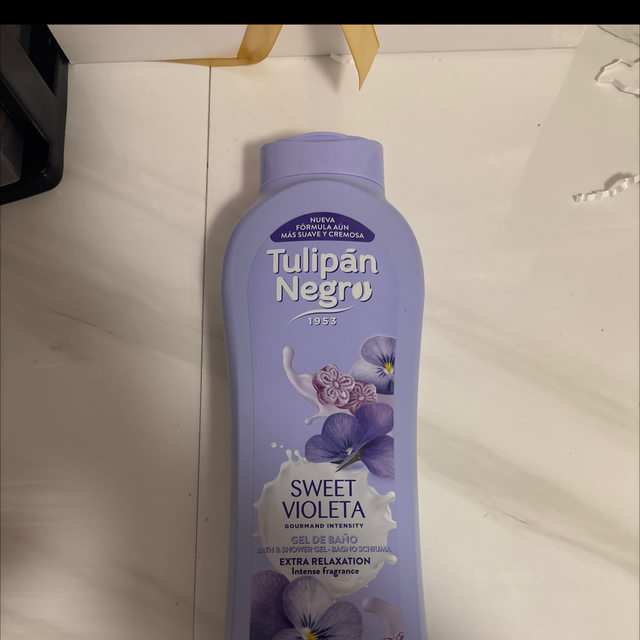 NUEVA
FÓRMULA AÚN
MÁS SUAVE Y CREMOSA
Tulipán
Negro
1953
SWEET
VIOLETA
GOURMAND INTENSITY
GEL DE BAÑO
BATH & SHOWER GEL • BAGNO SCHIUMA
EXTRA RELAXATION
Intense fragrance